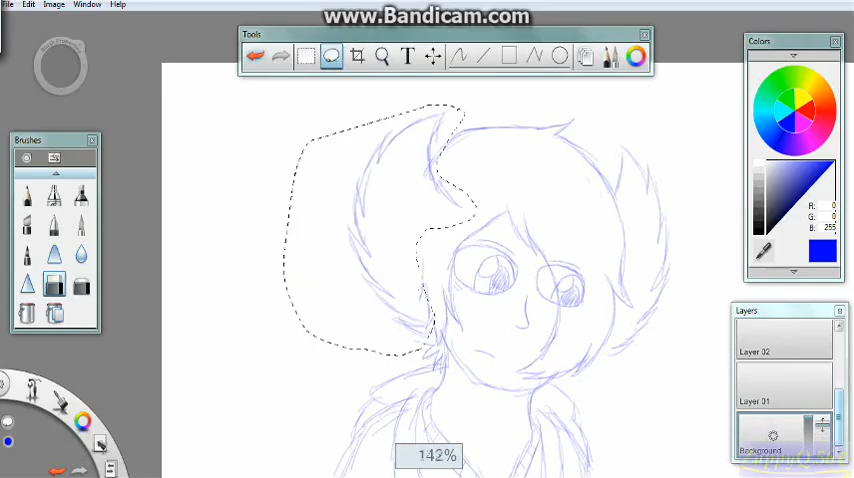 www.Bandicam.com
File Edit Image Window Help
Tools
T
Colors
R: 0
G: 0
B: 255
Brushes
Layers
Layer 02
Layer 01
Background
142%